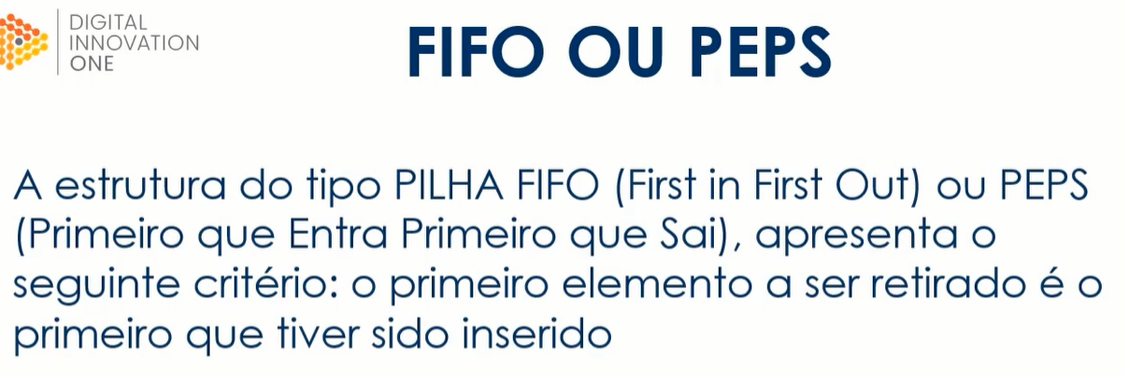 DIGITAL
INNOVATION
ONE
FIFO OU PEPS
A estrutura do tipo PILHA FIFO (First in First Out) ou PEPS
(Primeiro que Entra Primeiro que Sai), apresenta o
seguinte critério: o primeiro elemento a ser retirado é o
primeiro que tiver sido inserido